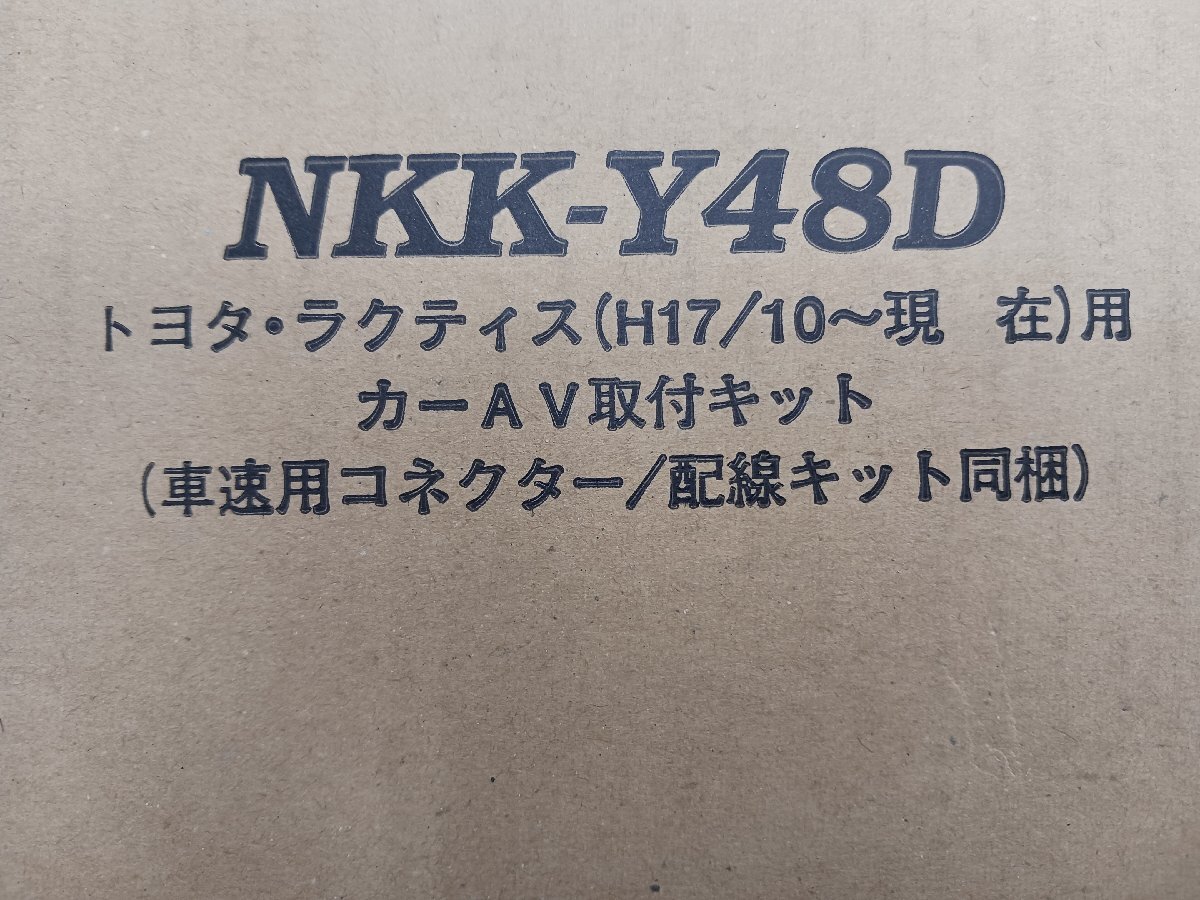 NKK-Y48D
トヨタ・ラクティス(H17/10～現　在)用
カーＡＶ取付キット
(車速用コネクター/配線キット同梱)